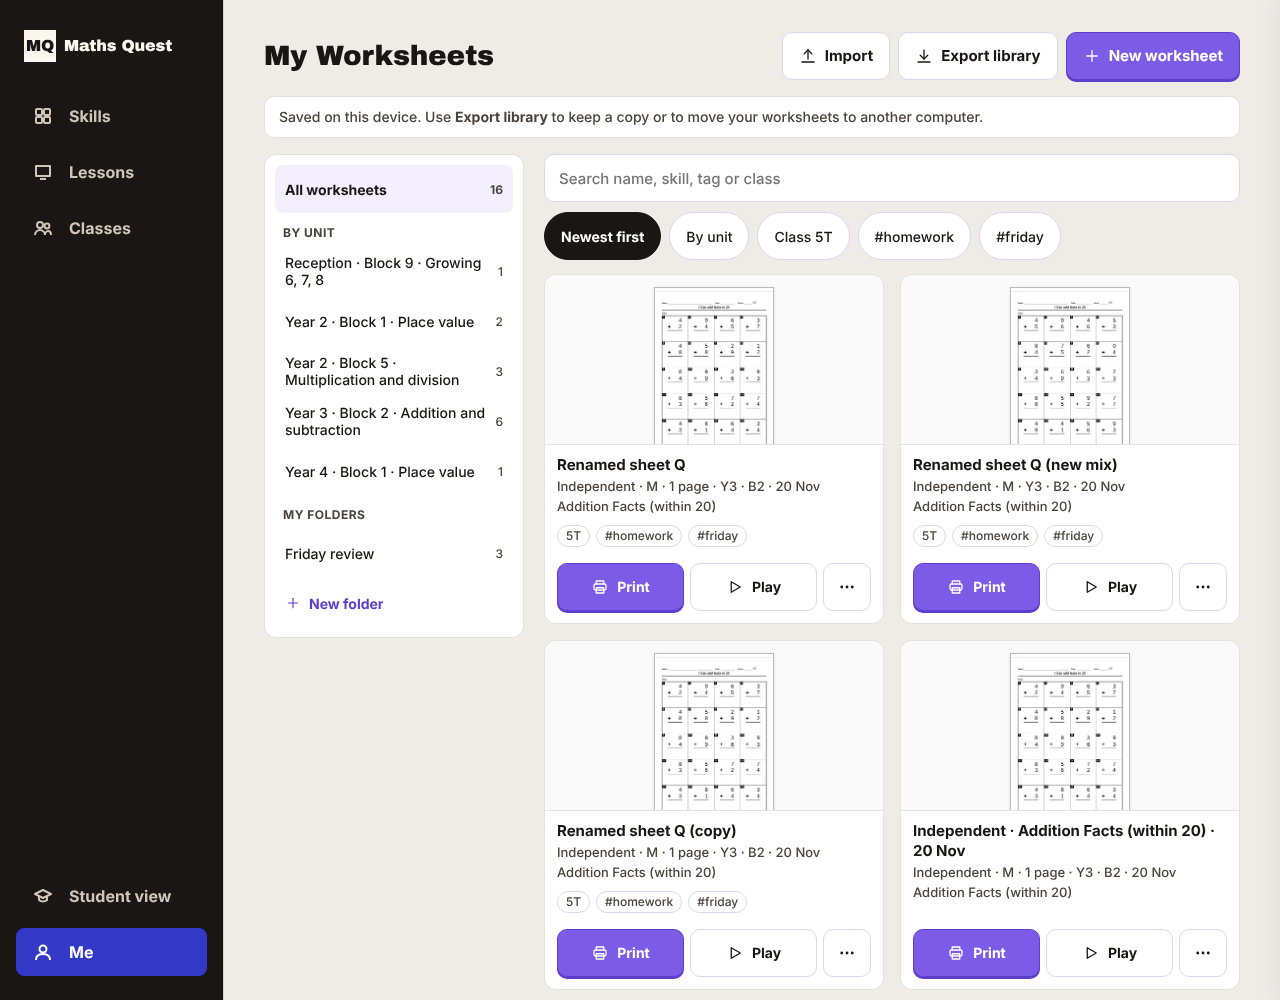 MQ Maths Quest
Skills
Lessons
Classes
Student view
Me
My Worksheets
Import
Export library
New worksheet
Saved on this device. Use Export library to keep a copy or to move your worksheets to another computer.
All worksheets 16
BY UNIT
Reception · Block 9 · Growing
6, 7, 8
1
Year 2 · Block 1 · Place value 2
Year 2 · Block 5 ·
Multiplication and division
3
Year 3 · Block 2 · Addition and
subtraction
6
Year 4 · Block 1 · Place value 1
MY FOLDERS
Friday review 3
New folder
Search name, skill, tag or class
Newest first
By unit
Class 5T
#homework
#friday
Renamed sheet Q
Independent · M · 1 page · Y3 · B2 · 20 Nov
Addition Facts (within 20)
5T #homework #friday
Print Play
Renamed sheet Q (new mix)
Independent · M · Y3 · B2 · 20 Nov
Addition Facts (within 20)
5T #homework #friday
Print Play
Renamed sheet Q (copy)
Independent · M · 1 page · Y3 · B2 · 20 Nov
Addition Facts (within 20)
5T #homework #friday
Print Play
Independent · Addition Facts (within 20) ·
20 Nov
Independent · M · 1 page · Y3 · B2 · 20 Nov
Addition Facts (within 20)
Print Play